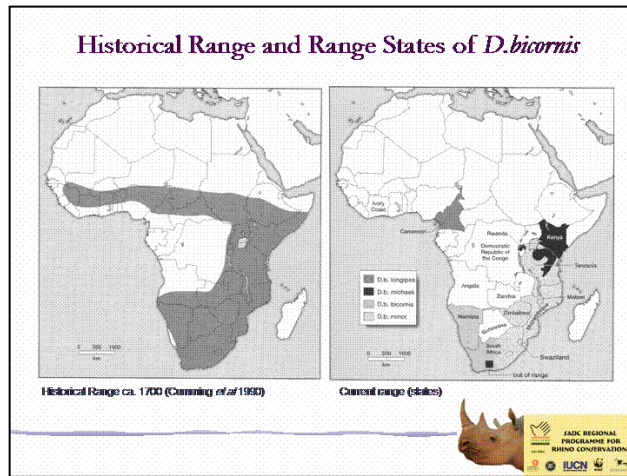 Historical Range and Range States of D.bicornis
0 500 1000
km
Historical Range ca. 1700 (Cumming et al 1990)
Ivory
Coast
Cameroon
Rwanda
Democratic
Republic of
the Congo
Kenya
Tanzania
D.b. longipes
D.b. michaeli
D.b. bicornis
D.b. minor
Angola
Zambia
Malawi
Namibia
Zimbabwe
Botswana
South
Africa
Swaziland
out of range
0 500 1000
km
Current range (states)
SADC REGIONAL
PROGRAMME FOR
RHINO CONSERVATION
IUCN
WWF